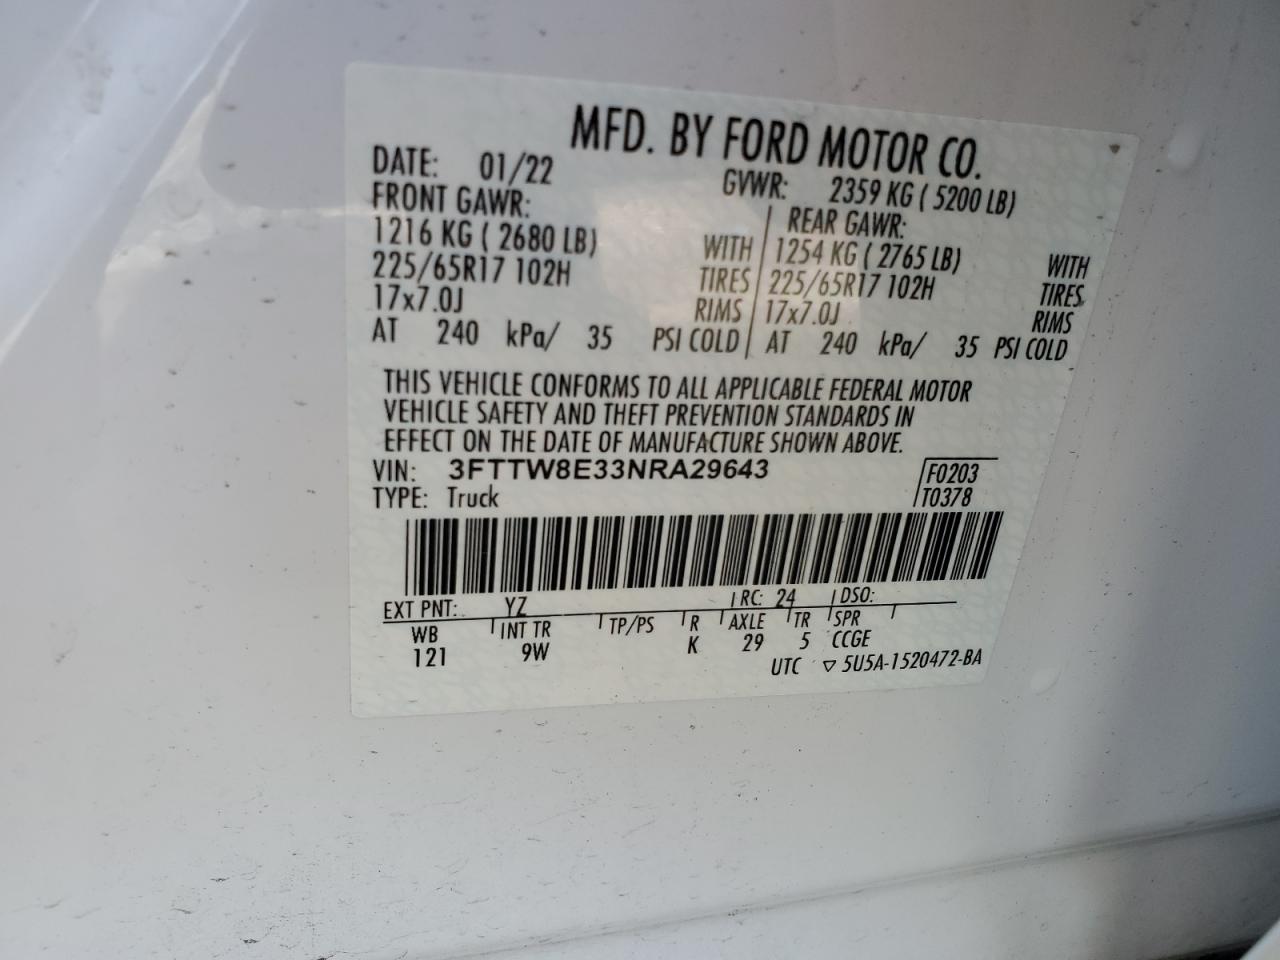 MFD. BY FORD MOTOR CO.
DATE: 01/22 GVWR: 2359 KG ( 5200 LB)
FRONT GAWR: REAR GAWR:
1216 KG ( 2680 LB) WITH 1254 KG ( 2765 LB) WITH
225/65R17 102H TIRES 225/65R17 102H TIRES
17x7.0J RIMS 17x7.0J RIMS
AT 240 kPa/ 35 PSI COLD AT 240 kPa/ 35 PSI COLD
THIS VEHICLE CONFORMS TO ALL APPLICABLE FEDERAL MOTOR
VEHICLE SAFETY AND THEFT PREVENTION STANDARDS IN
EFFECT ON THE DATE OF MANUFACTURE SHOWN ABOVE.
VIN: 3FTTW8E33NRA29643 F0203
TYPE: Truck T0378
EXT PNT: YZ RC: 24 DSO:
WB INT TR TP/PS R AXLE TR SPR
121 9W K 29 5 CCGE
UTC ▽ 5U5A-1520472-BA